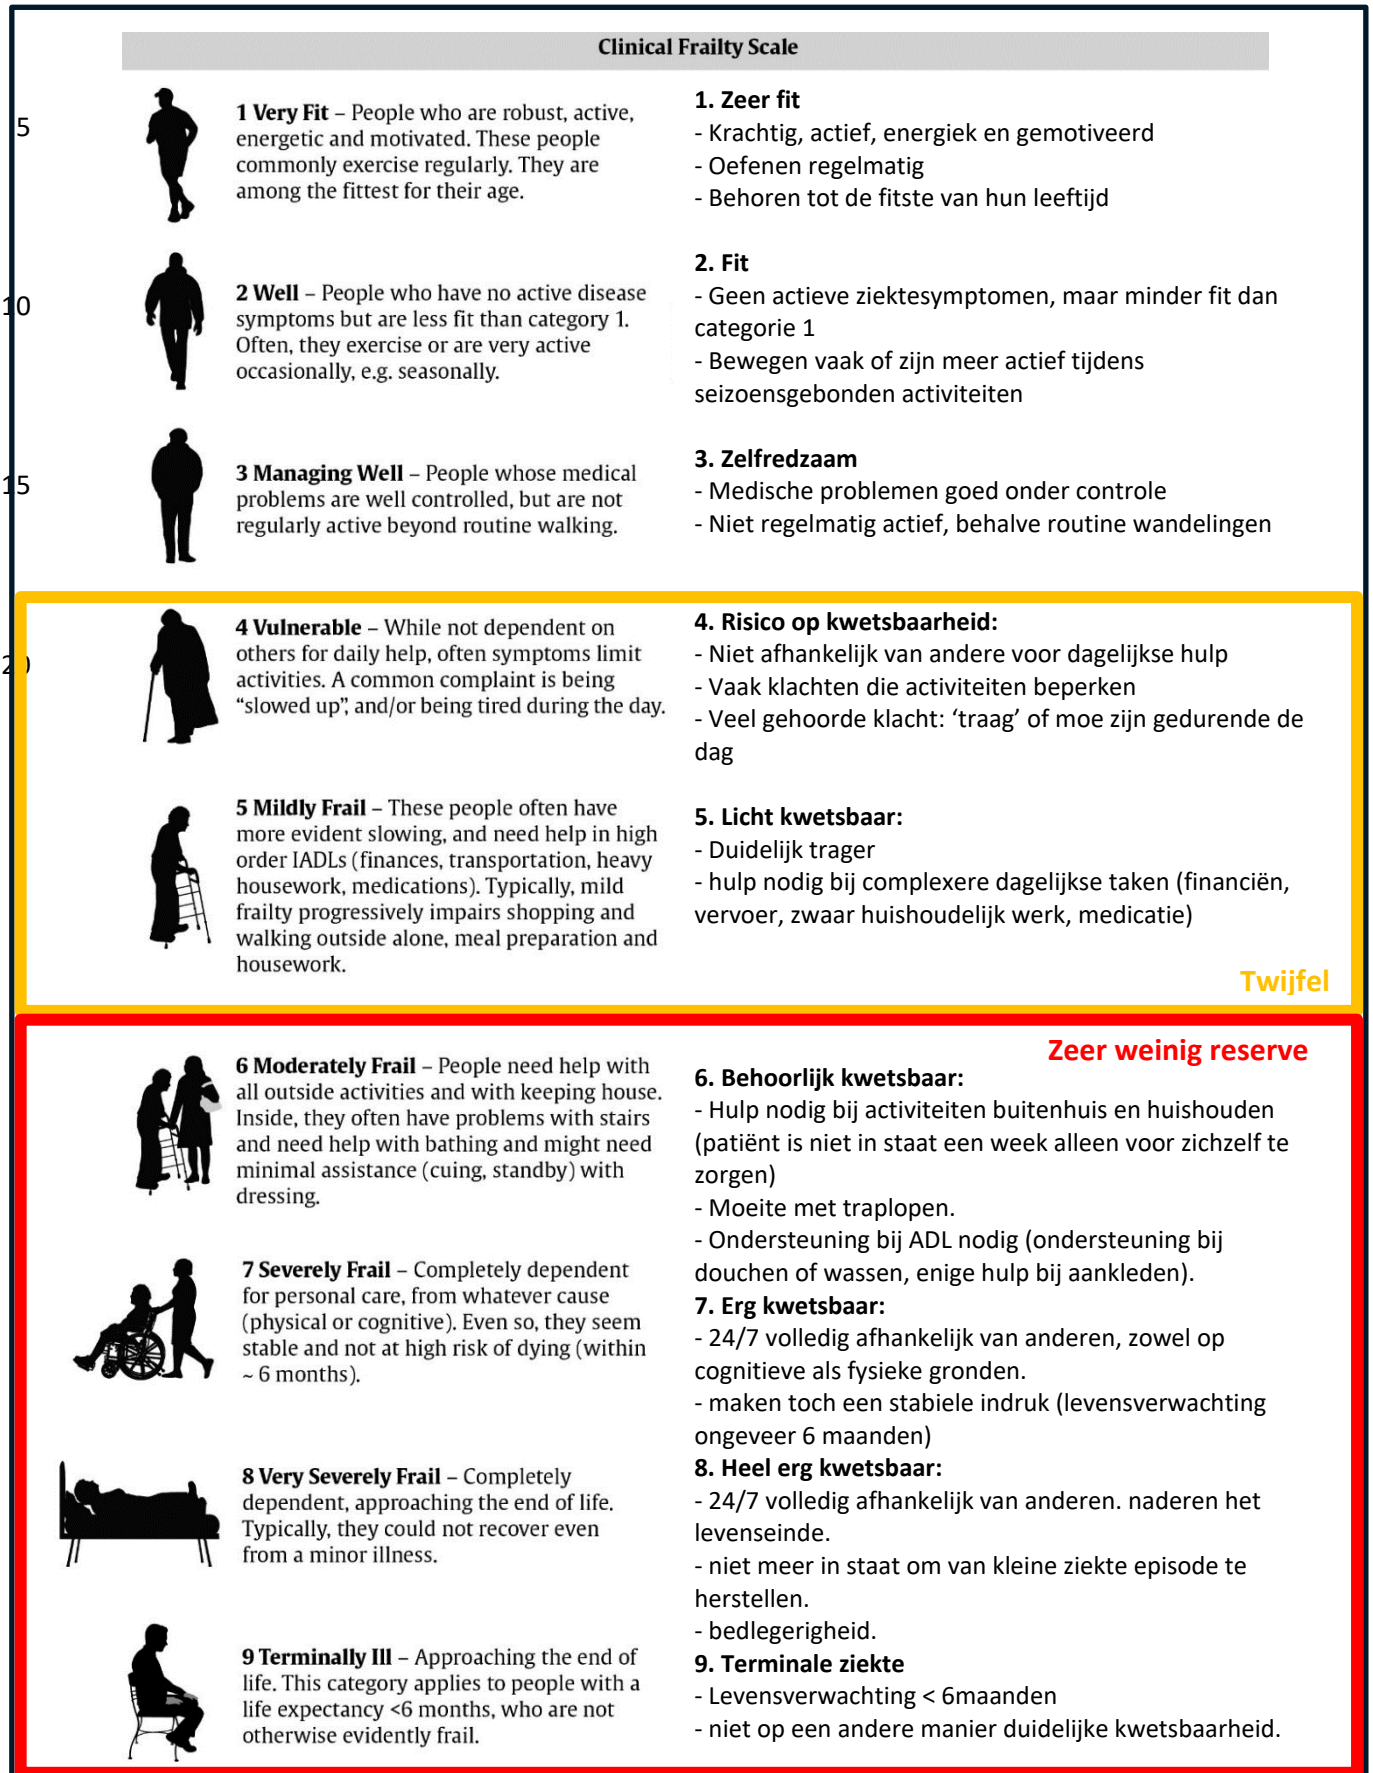 Clinical Frailty Scale
5
10
15
20
1 Very Fit – People who are robust, active,
energetic and motivated. These people
commonly exercise regularly. They are
among the fittest for their age.
1. Zeer fit
- Krachtig, actief, energiek en gemotiveerd
- Oefenen regelmatig
- Behoren tot de fitste van hun leeftijd
2 Well – People who have no active disease
symptoms but are less fit than category 1.
Often, they exercise or are very active
occasionally, e.g. seasonally.
2. Fit
- Geen actieve ziektesymptomen, maar minder fit dan
categorie 1
- Bewegen vaak of zijn meer actief tijdens
seizoensgebonden activiteiten
3 Managing Well – People whose medical
problems are well controlled, but are not
regularly active beyond routine walking.
3. Zelfredzaam
- Medische problemen goed onder controle
- Niet regelmatig actief, behalve routine wandelingen
4 Vulnerable – While not dependent on
others for daily help, often symptoms limit
activities. A common complaint is being
“slowed up”, and/or being tired during the day.
4. Risico op kwetsbaarheid:
- Niet afhankelijk van andere voor dagelijkse hulp
- Vaak klachten die activiteiten beperken
- Veel gehoorde klacht: ‘traag’ of moe zijn gedurende de
dag
5 Mildly Frail – These people often have
more evident slowing, and need help in high
order IADLs (finances, transportation, heavy
housework, medications). Typically, mild
frailty progressively impairs shopping and
walking outside alone, meal preparation and
housework.
5. Licht kwetsbaar:
- Duidelijk trager
- hulp nodig bij complexere dagelijkse taken (financiën,
vervoer, zwaar huishoudelijk werk, medicatie)
Twijfel
Zeer weinig reserve
6 Moderately Frail – People need help with
all outside activities and with keeping house.
Inside, they often have problems with stairs
and need help with bathing and might need
minimal assistance (cuing, standby) with
dressing.
6. Behoorlijk kwetsbaar:
- Hulp nodig bij activiteiten buitenhuis en huishouden
(patiënt is niet in staat een week alleen voor zichzelf te
zorgen)
- Moeite met traplopen.
- Ondersteuning bij ADL nodig (ondersteuning bij
douchen of wassen, enige hulp bij aankleden).
7 Severely Frail – Completely dependent
for personal care, from whatever cause
(physical or cognitive). Even so, they seem
stable and not at high risk of dying (within
~ 6 months).
7. Erg kwetsbaar:
- 24/7 volledig afhankelijk van anderen, zowel op
cognitieve als fysieke gronden.
- maken toch een stabiele indruk (levensverwachting
ongeveer 6 maanden)
8 Very Severely Frail – Completely
dependent, approaching the end of life.
Typically, they could not recover even
from a minor illness.
8. Heel erg kwetsbaar:
- 24/7 volledig afhankelijk van anderen. naderen het
levenseinde.
- niet meer in staat om van kleine ziekte episode te
herstellen.
- bedlegerigheid.
9 Terminally Ill – Approaching the end of
life. This category applies to people with a
life expectancy <6 months, who are not
otherwise evidently frail.
9. Terminale ziekte
- Levensverwachting < 6maanden
- niet op een andere manier duidelijke kwetsbaarheid.